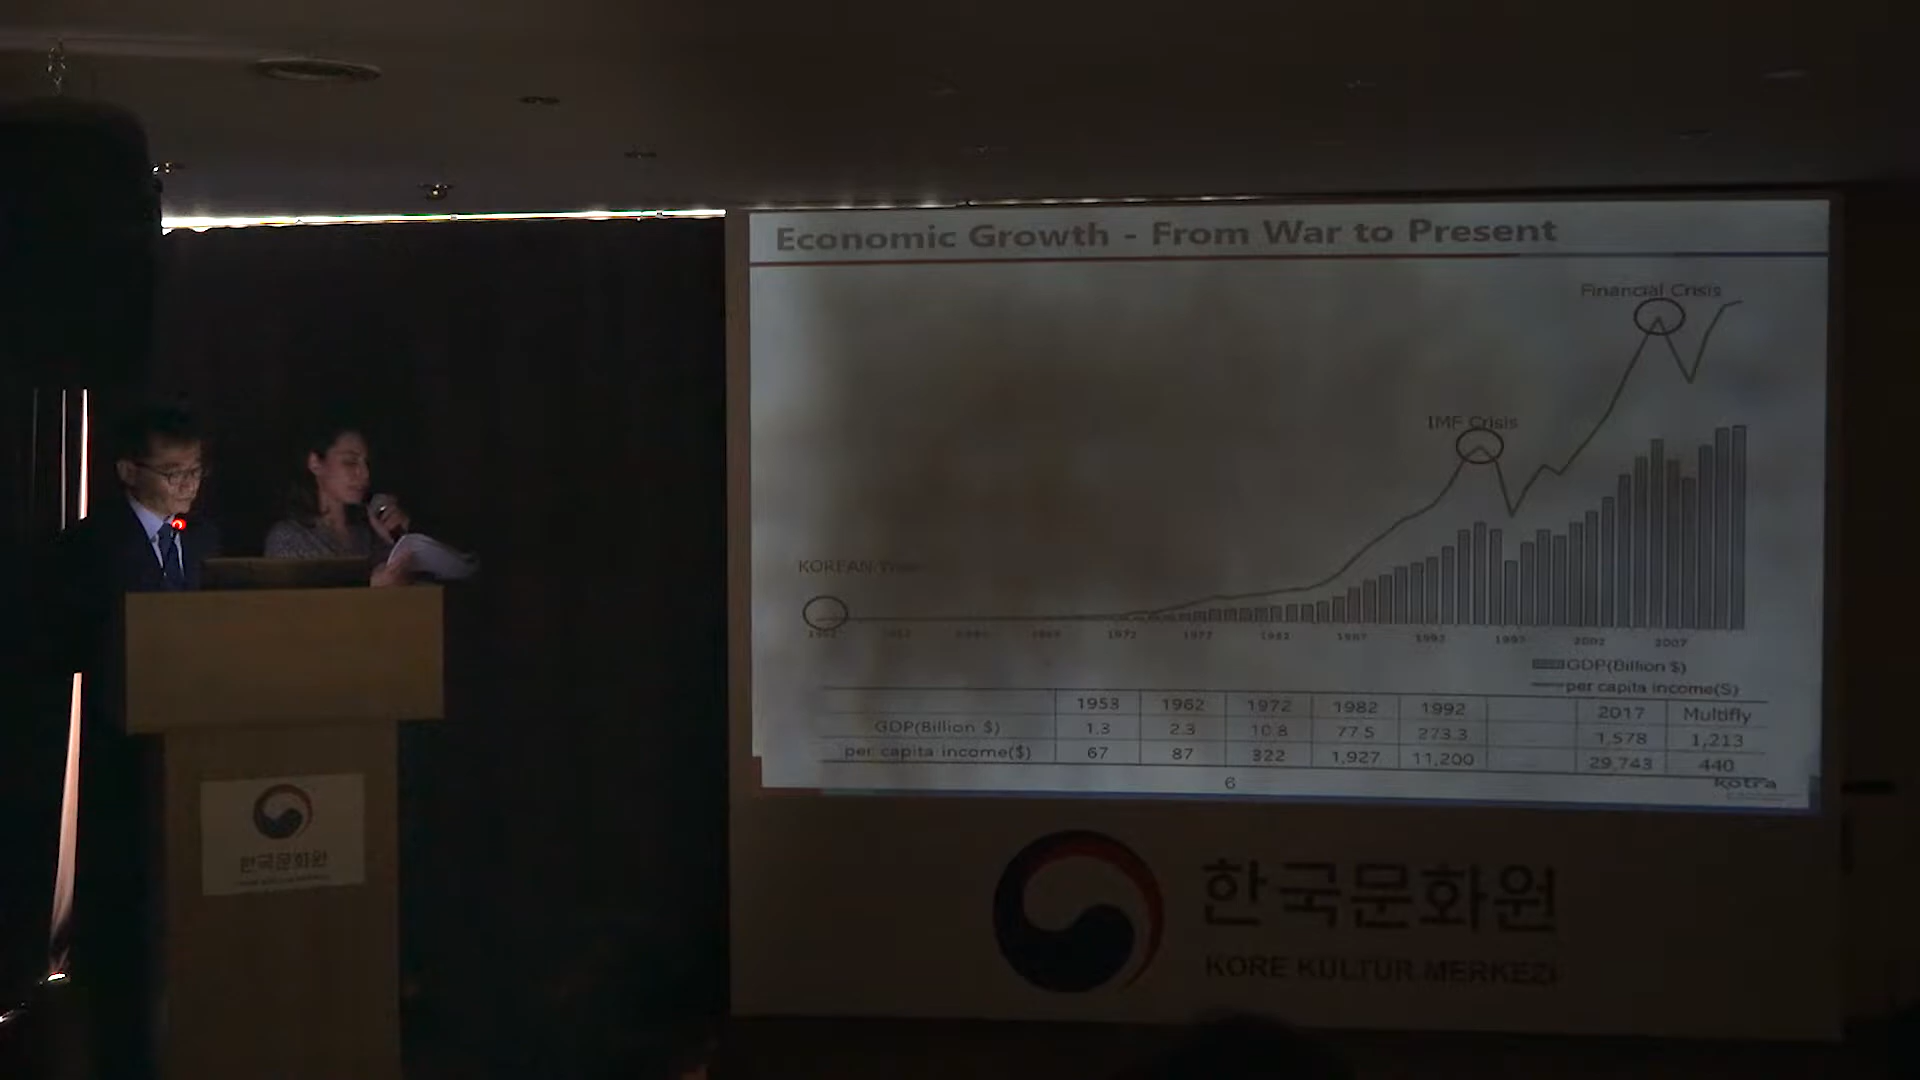 Economic Growth - From War to Present
Financial Crisis
IMF Crisis
KOREAN War
1952 1972 1977 1982 1987 1992 1997 2002 2007
GDP(Billion $)
per capita income($)
1953 1962 1972 1982 1992 2017 Multifly
GDP(Billion $) 1.3 2.3 10.8 77.5 273.3 1,578 1,213
per capita income($) 67 87 322 1,927 11,200 29,743 440
6
kotra
한국문화원
한국문화원
KORE KÜLTÜR MERKEZİ